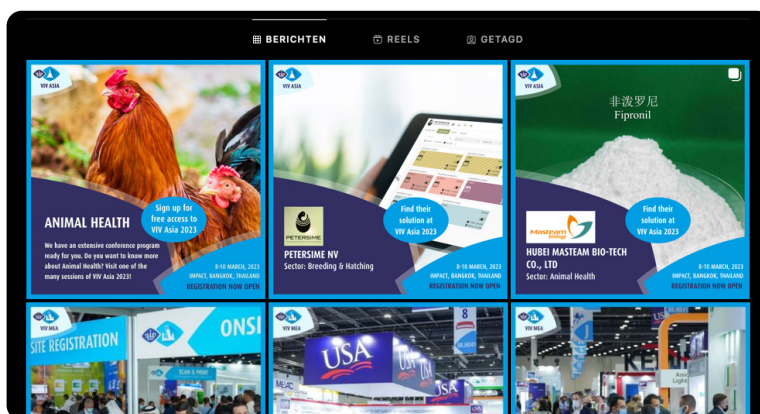 BERICHTEN
REELS
GETAGD
VIV ASIA
Sign up for
free access to
VIV Asia 2023
ANIMAL HEALTH
We have an extensive conference program
ready for you. Do you want to know more
about Animal Health? Visit one of the
many sessions of VIV Asia 2023!
8-10 MARCH, 2023
IMPACT, BANGKOK, THAILAND
REGISTRATION NOW OPEN
VIV ASIA
PETERSIME
Find their
solution at
VIV Asia 2023
PETERSIME NV
Sector: Breeding & Hatching
8-10 MARCH, 2023
IMPACT, BANGKOK, THAILAND
REGISTRATION NOW OPEN
VIV ASIA
非泼罗尼
Fipronil
Find their
solution at
VIV Asia 2023
Masteam
biology
HUBEI MASTEAM BIO-TECH
CO., LTD
Sector: Animal Health
8-10 MARCH, 2023
IMPACT, BANGKOK, THAILAND
REGISTRATION NOW OPEN
VIV MEA
SITE REGISTRATION
ONSI
SCAN & PRINT
VIV MEA
8
USA
USA
USA
VIV MEA